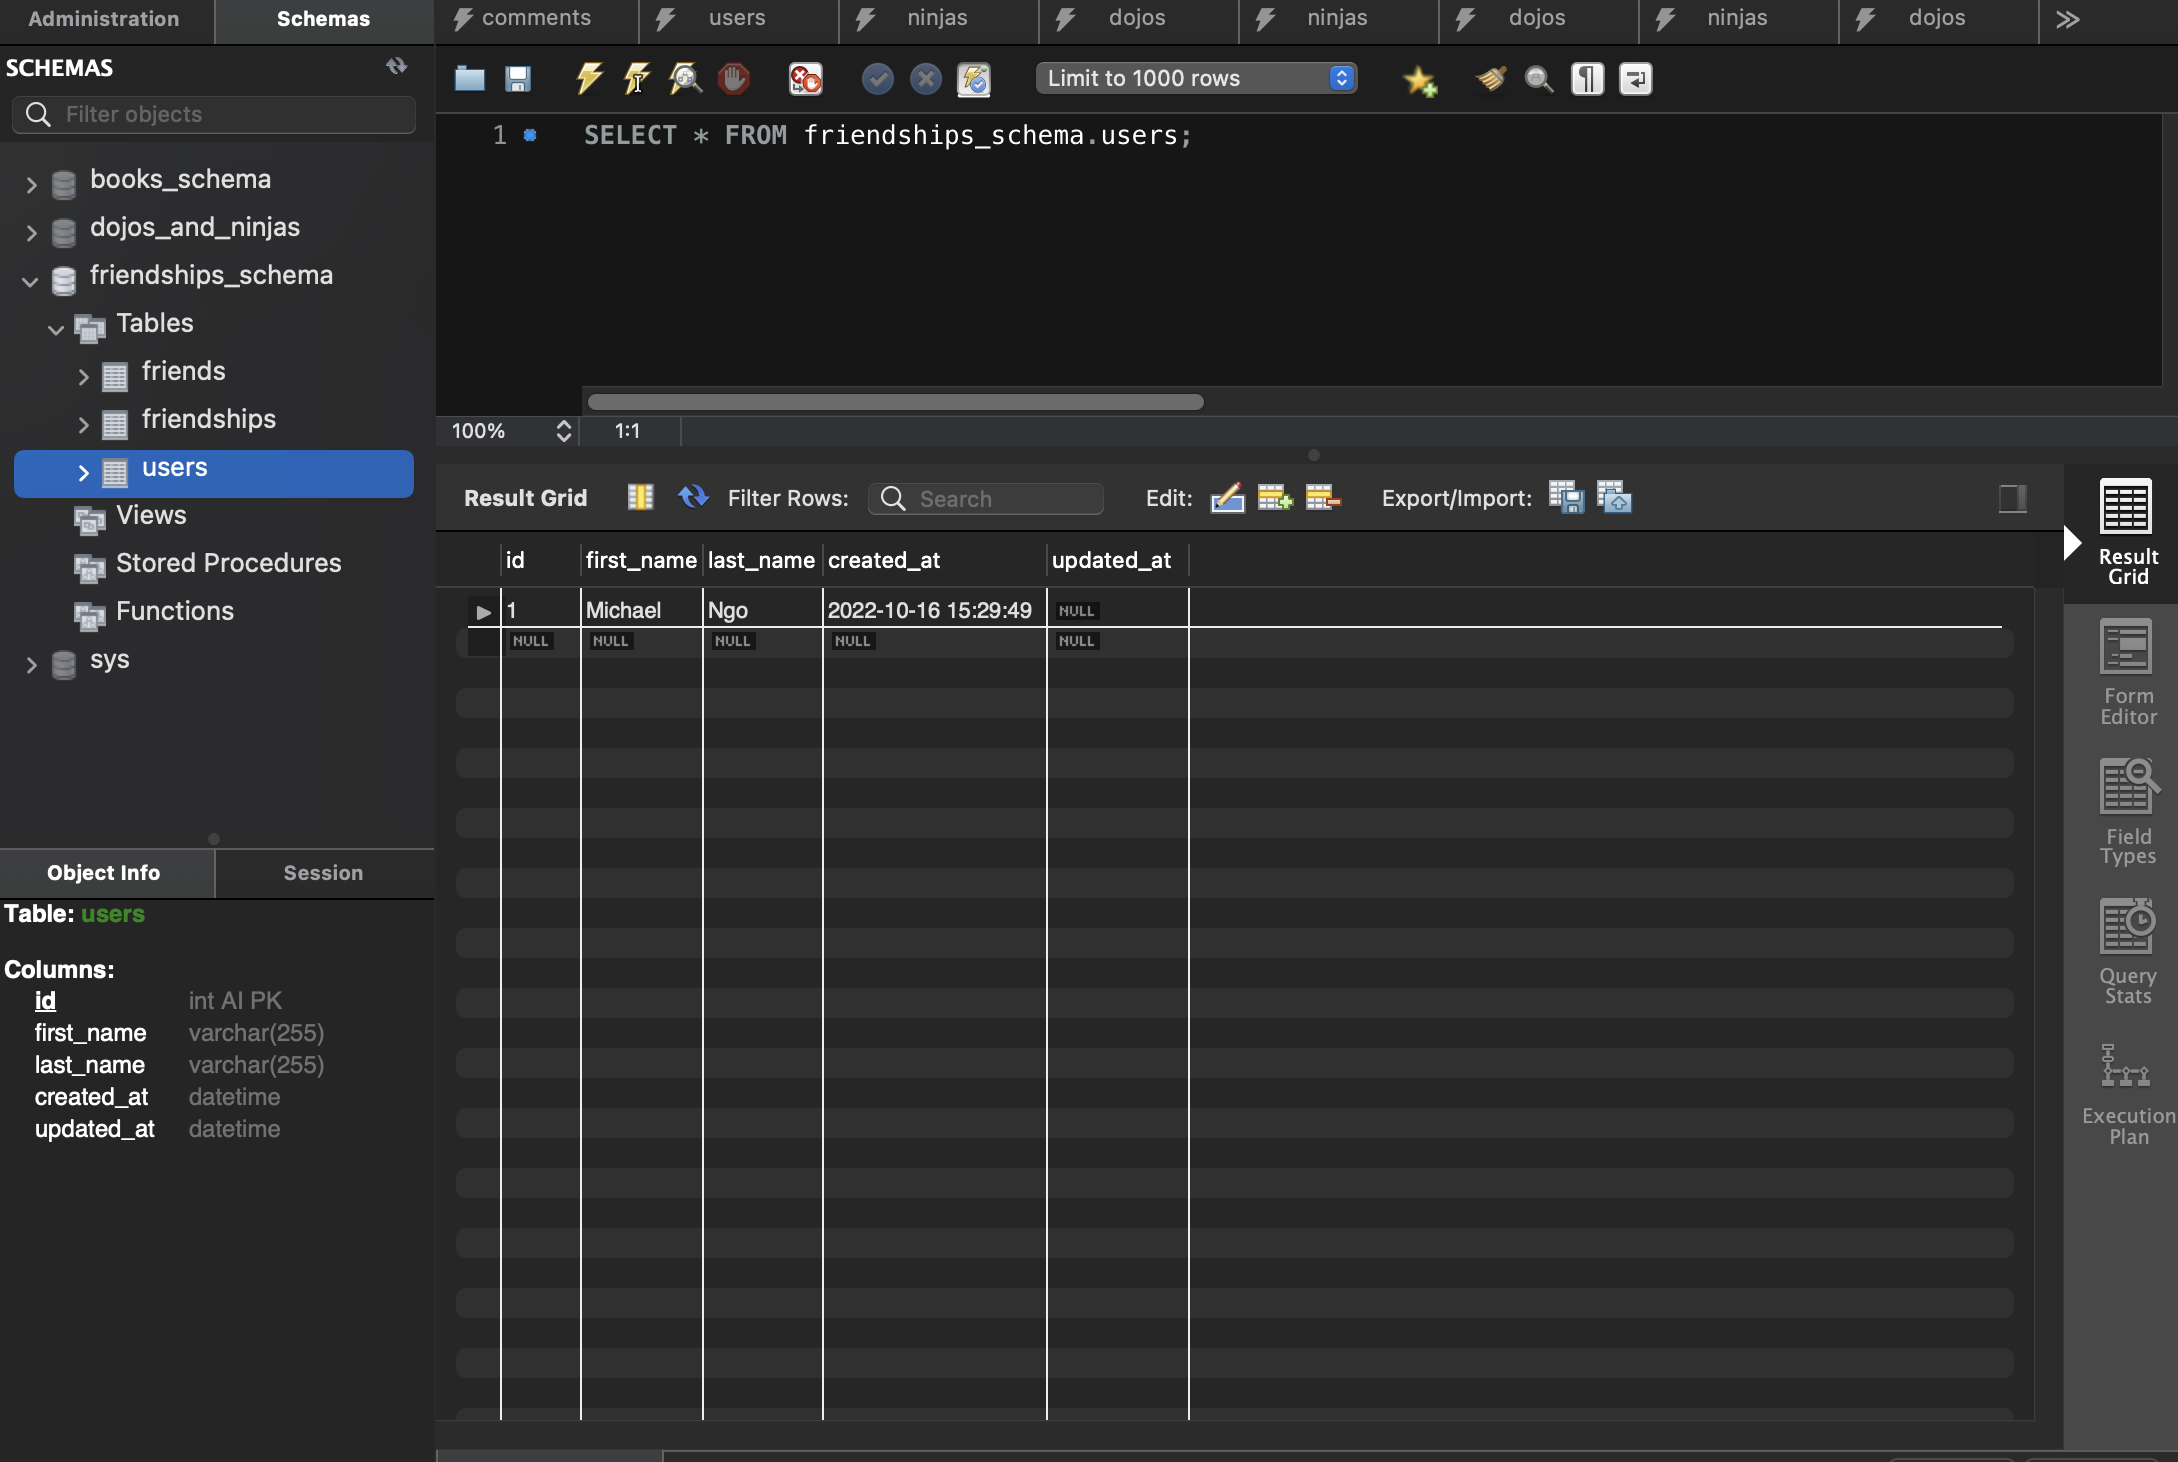 Administration Schemas comments users ninjas dojos ninjas dojos ninjas dojos
SCHEMAS
Filter objects
Limit to 1000 rows
1 SELECT * FROM friendships_schema.users;
books_schema
dojos_and_ninjas
friendships_schema
Tables
friends
friendships
users
Views
Stored Procedures
Functions
sys
100% 1:1
Result Grid Filter Rows: Search Edit: Export/Import:
id first_name last_name created_at updated_at
1 Michael Ngo 2022-10-16 15:29:49 NULL
NULL NULL NULL NULL NULL
Result
Grid
Form
Editor
Field
Types
Query
Stats
Execution
Plan
Object Info Session
Table: users
Columns:
id int AI PK
first_name varchar(255)
last_name varchar(255)
created_at datetime
updated_at datetime